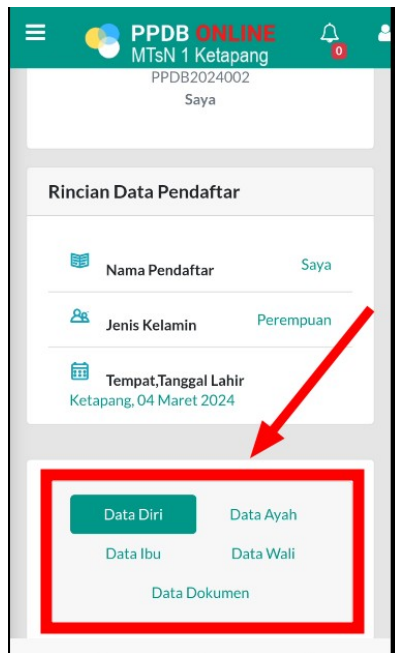 PPDB ONLINE
MTsN 1 Ketapang
0
PPDB2024002
Saya
Rincian Data Pendaftar
Nama Pendaftar Saya
Jenis Kelamin Perempuan
Tempat,Tanggal Lahir
Ketapang, 04 Maret 2024
Data Diri Data Ayah
Data Ibu Data Wali
Data Dokumen